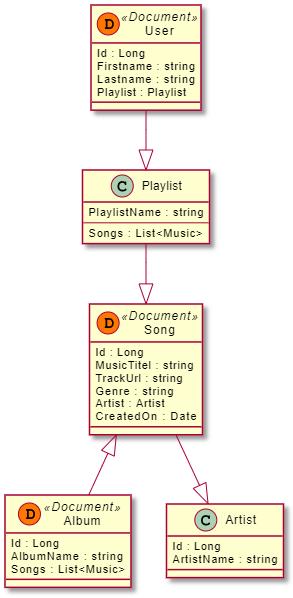 D
«Document»
User
Id : Long
Firstname : string
Lastname : string
Playlist : Playlist
C
Playlist
PlaylistName : string
Songs : List<Music>
D
«Document»
Song
Id : Long
MusicTitel : string
TrackUrl : string
Genre : string
Artist : Artist
CreatedOn : Date
D
«Document»
Album
Id : Long
AlbumName : string
Songs : List<Music>
C
Artist
Id : Long
ArtistName : string